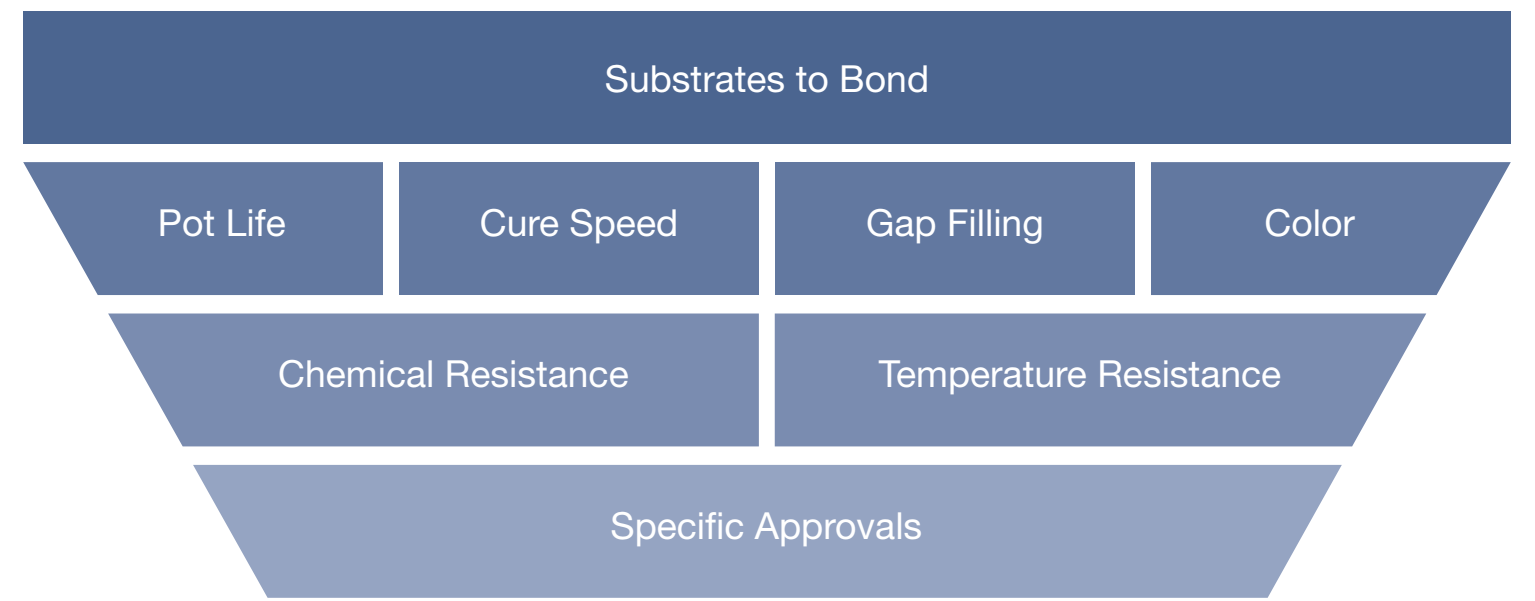 Substrates to Bond
Pot Life
Cure Speed
Gap Filling
Color
Chemical Resistance
Temperature Resistance
Specific Approvals